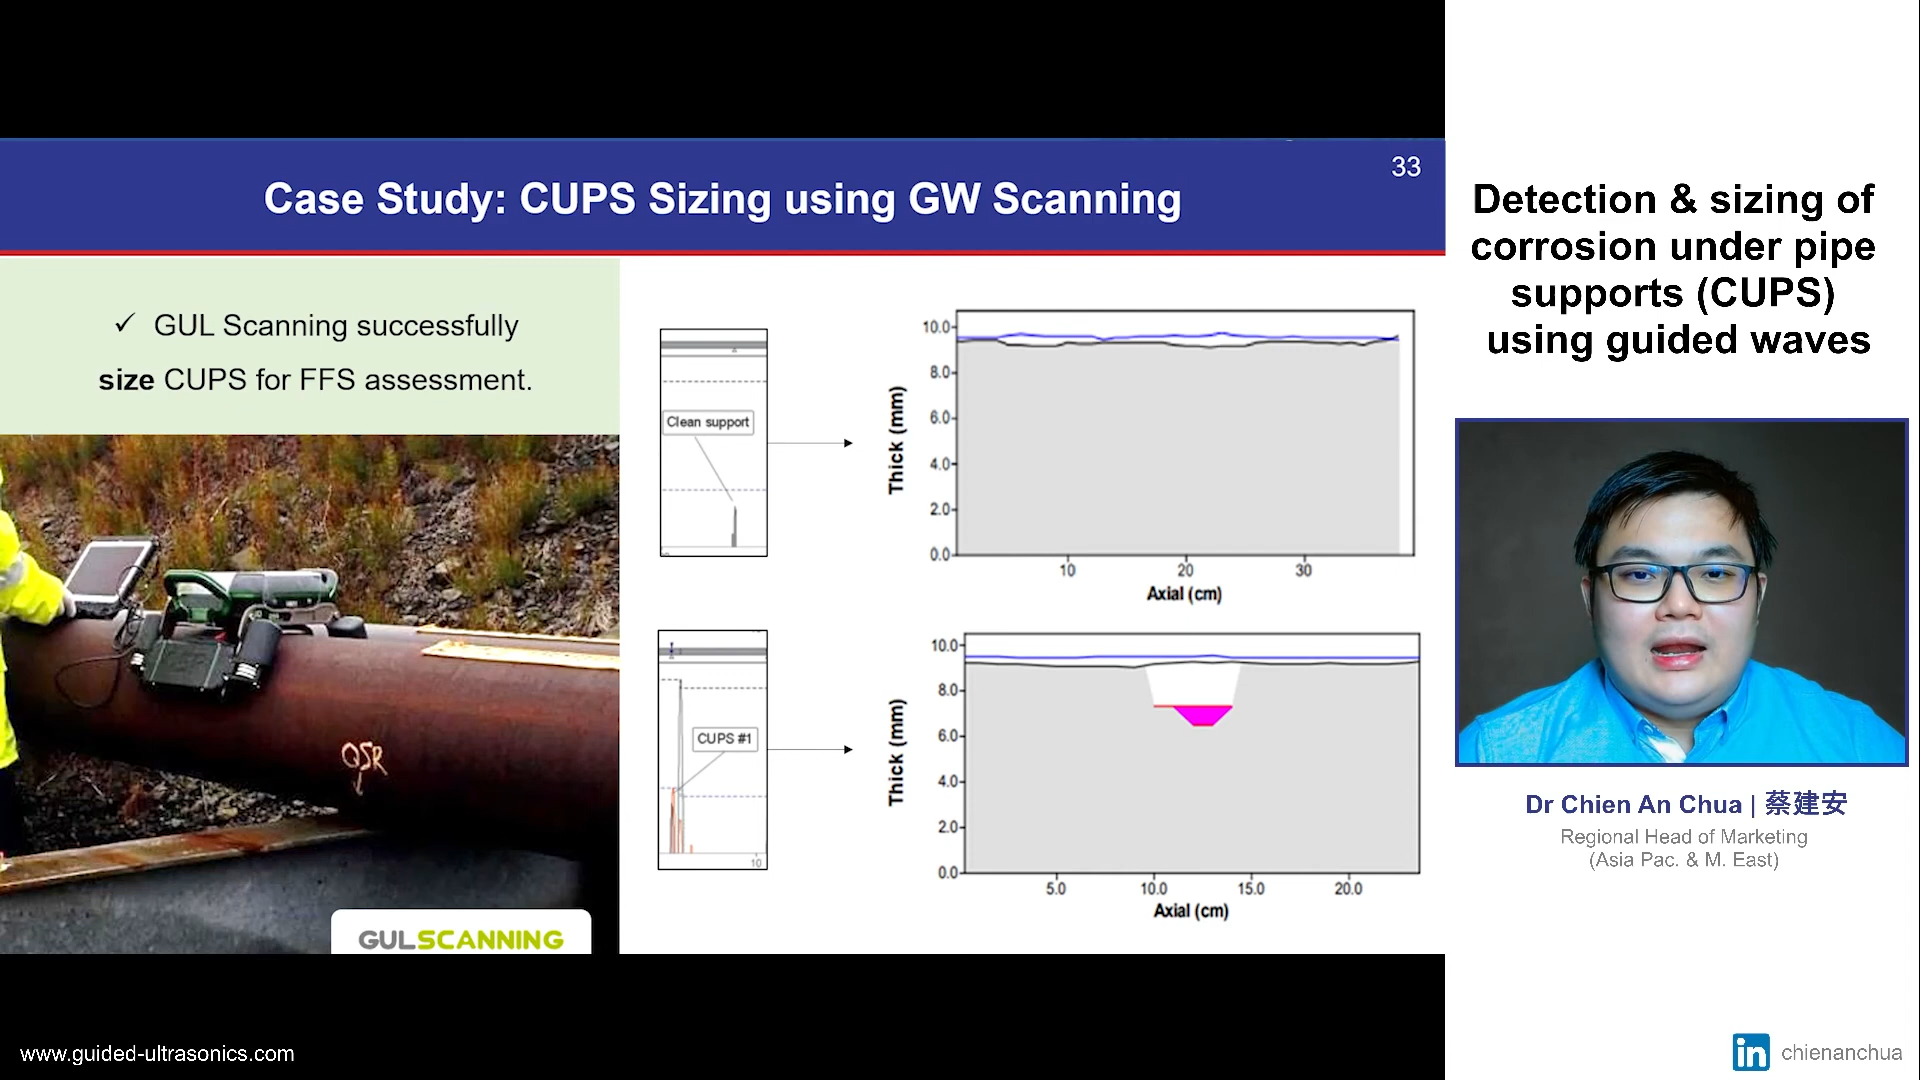 33
Case Study: CUPS Sizing using GW Scanning
✓ GUL Scanning successfully
size CUPS for FFS assessment.
QSR
GULSCANNING
Clean support
10.0
8.0
6.0
4.0
2.0
0.0
Thick (mm)
10 20 30
Axial (cm)
CUPS #1
10
10.0
8.0
6.0
4.0
2.0
0.0
Thick (mm)
5.0 10.0 15.0 20.0
Axial (cm)
Detection & sizing of
corrosion under pipe
supports (CUPS)
using guided waves
Dr Chien An Chua | 蔡建安
Regional Head of Marketing
(Asia Pac. & M. East)
www.guided-ultrasonics.com
in chienanchua